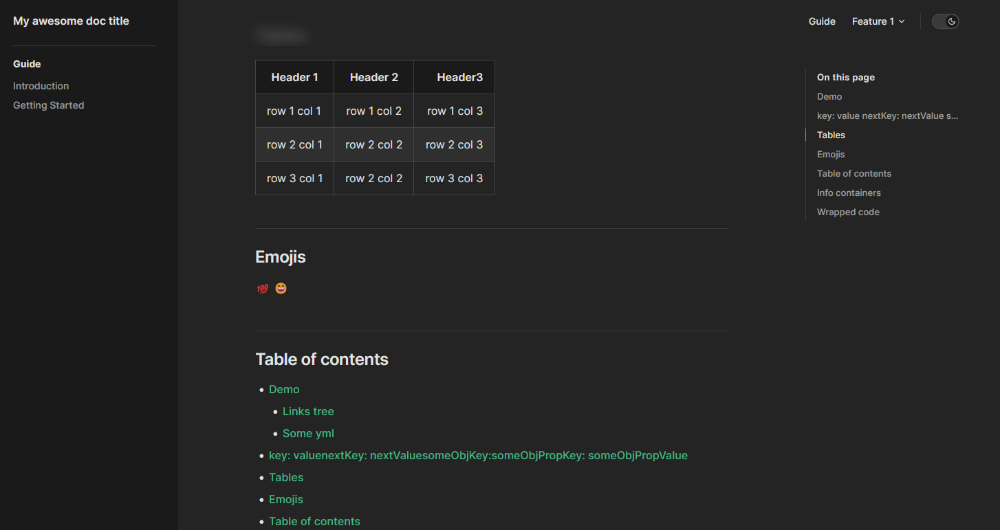 My awesome doc title
Guide
Introduction
Getting Started
Guide Feature 1
Tables
Header 1 Header 2 Header3
row 1 col 1 row 1 col 2 row 1 col 3
row 2 col 1 row 2 col 2 row 2 col 3
row 3 col 1 row 2 col 2 row 3 col 3
Emojis
💯 😄
Table of contents
• Demo
• Links tree
• Some yml
• key: valuenextKey: nextValuesomeObjKey:someObjPropKey: someObjPropValue
• Tables
• Emojis
• Table of contents
On this page
Demo
key: value nextKey: nextValue s...
Tables
Emojis
Table of contents
Info containers
Wrapped code